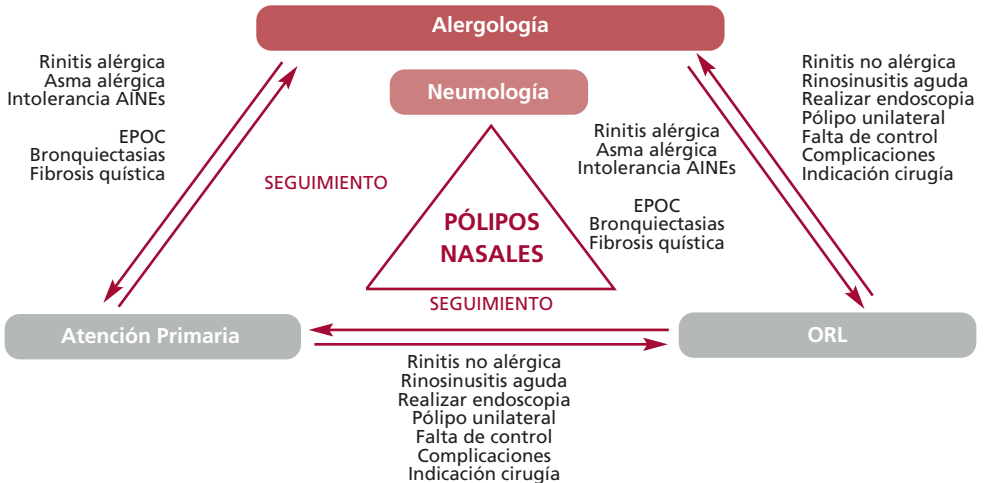 Alergología
Neumología
Rinitis alérgica
Asma alérgica
Intolerancia AINEs
EPOC
Bronquiectasias
Fibrosis quística
SEGUIMIENTO
PÓLIPOS
NASALES
Rinitis alérgica
Asma alérgica
Intolerancia AINEs
EPOC
Bronquiectasias
Fibrosis quística
Rinitis no alérgica
Rinosinusitis aguda
Realizar endoscopia
Pólipo unilateral
Falta de control
Complicaciones
Indicación cirugía
SEGUIMIENTO
Atención Primaria
ORL
Rinitis no alérgica
Rinosinusitis aguda
Realizar endoscopia
Pólipo unilateral
Falta de control
Complicaciones
Indicación cirugía